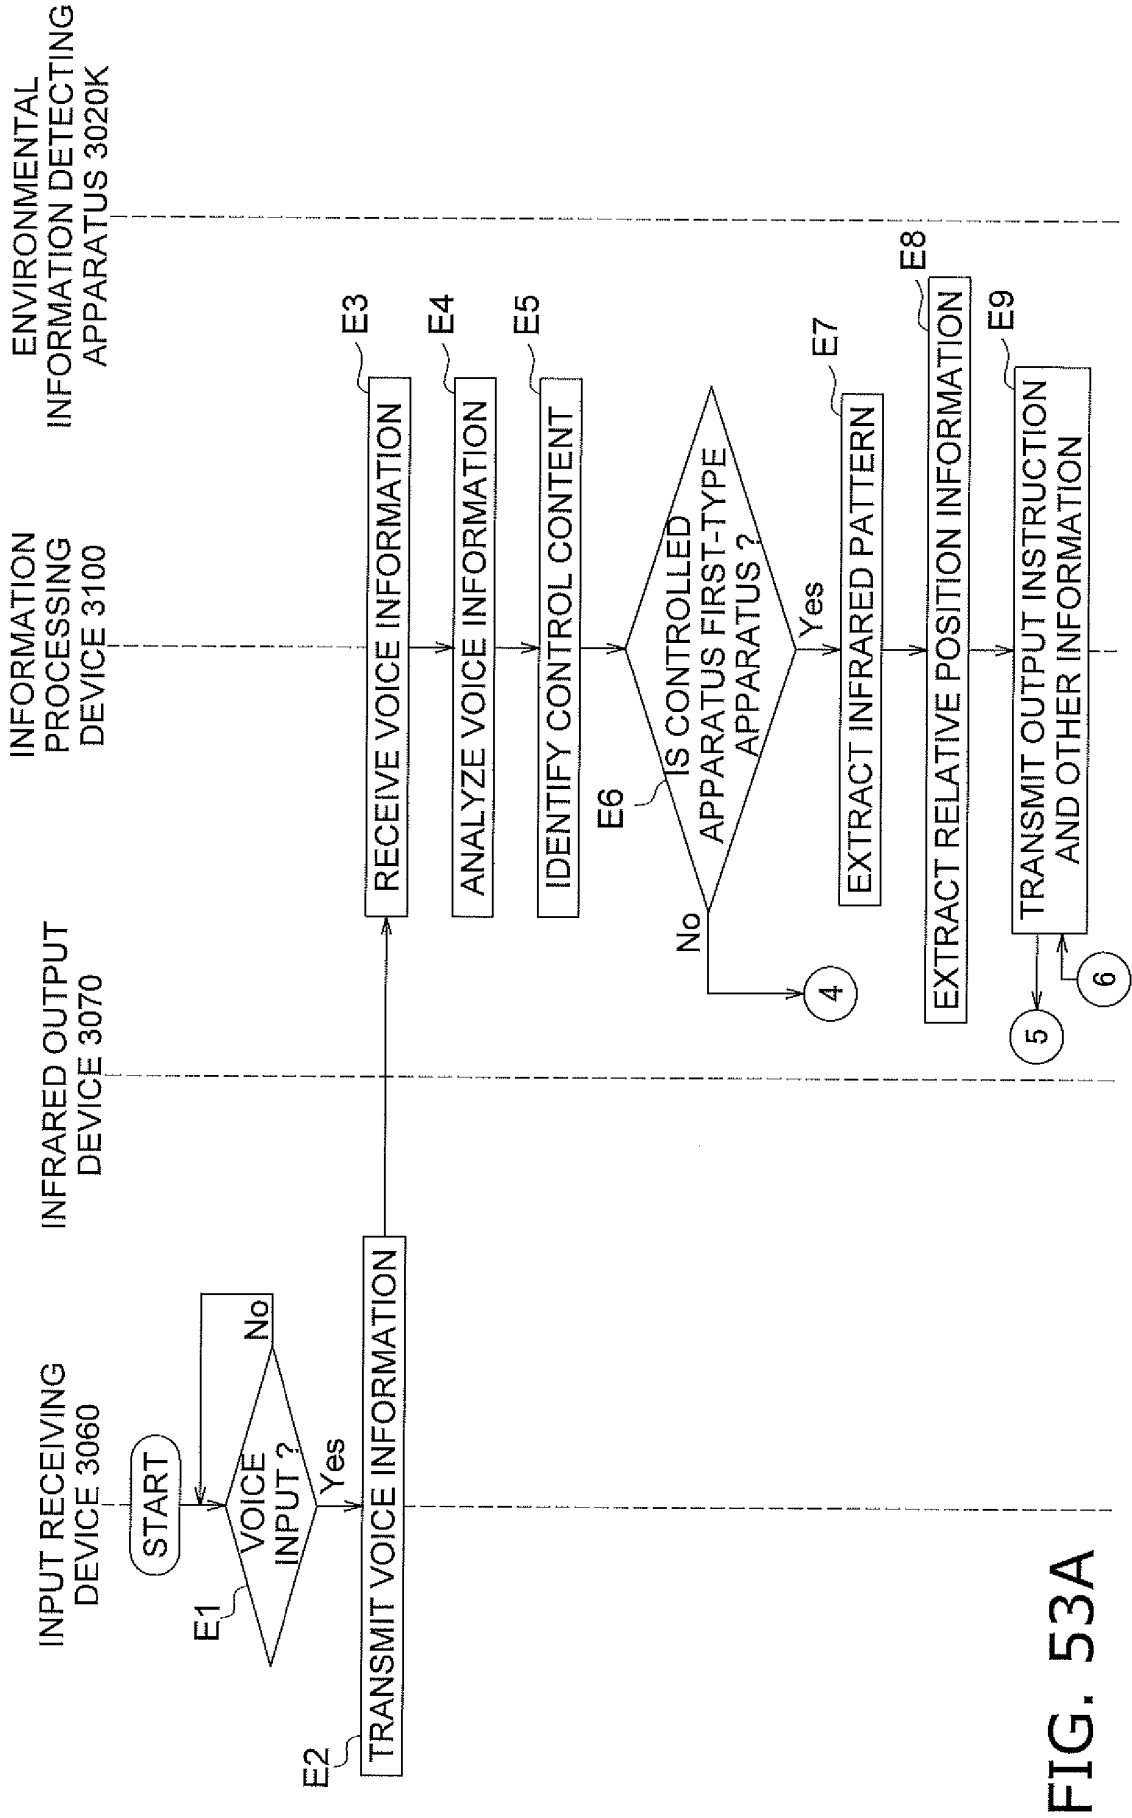 INPUT RECEIVING
DEVICE 3060
INFRARED OUTPUT
DEVICE 3070
INFORMATION
PROCESSING
DEVICE 3100
ENVIRONMENTAL
INFORMATION DETECTING
APPARATUS 3020K
START
E1
VOICE
INPUT ?
No
Yes
E2
TRANSMIT VOICE INFORMATION
E3
RECEIVE VOICE INFORMATION
E4
ANALYZE VOICE INFORMATION
E5
IDENTIFY CONTROL CONTENT
E6
IS CONTROLLED
APPARATUS FIRST-TYPE
APPARATUS ?
No
4
Yes
E7
EXTRACT INFRARED PATTERN
E8
EXTRACT RELATIVE POSITION INFORMATION
E9
TRANSMIT OUTPUT INSTRUCTION
AND OTHER INFORMATION
5
6
FIG. 53A